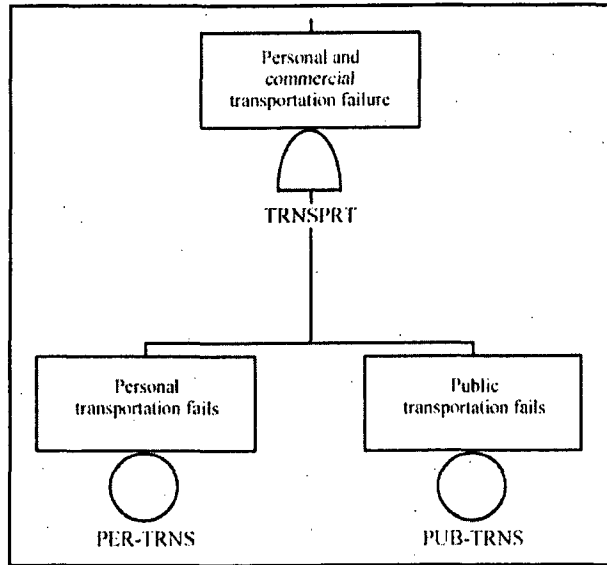 Personal and
commercial
transportation failure
TRNSPRT
Personal
transportation fails
Public
transportation fails
PER-TRNS
PUB-TRNS